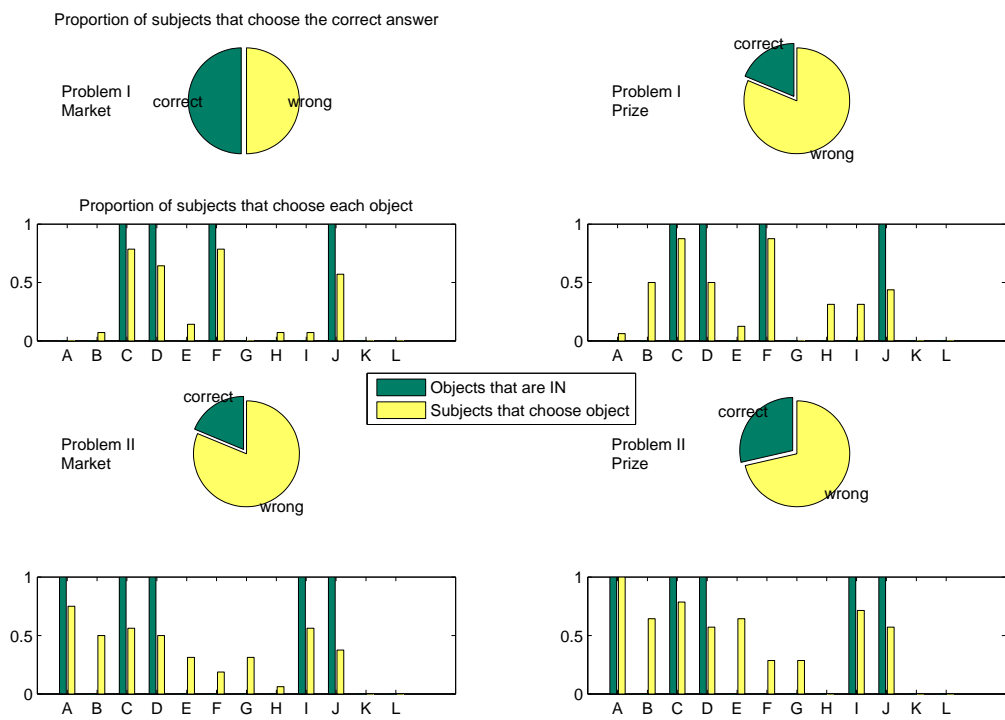 Proportion of subjects that choose the correct answer
Problem I
Market
correct
wrong
Problem I
Prize
correct
wrong
Proportion of subjects that choose each object
1
0.5
0
A B C D E F G H I J K L
1
0.5
0
A B C D E F G H I J K L
Objects that are IN
Subjects that choose object
Problem II
Market
correct
wrong
Problem II
Prize
correct
wrong
1
0.5
0
A B C D E F G H I J K L
1
0.5
0
A B C D E F G H I J K L